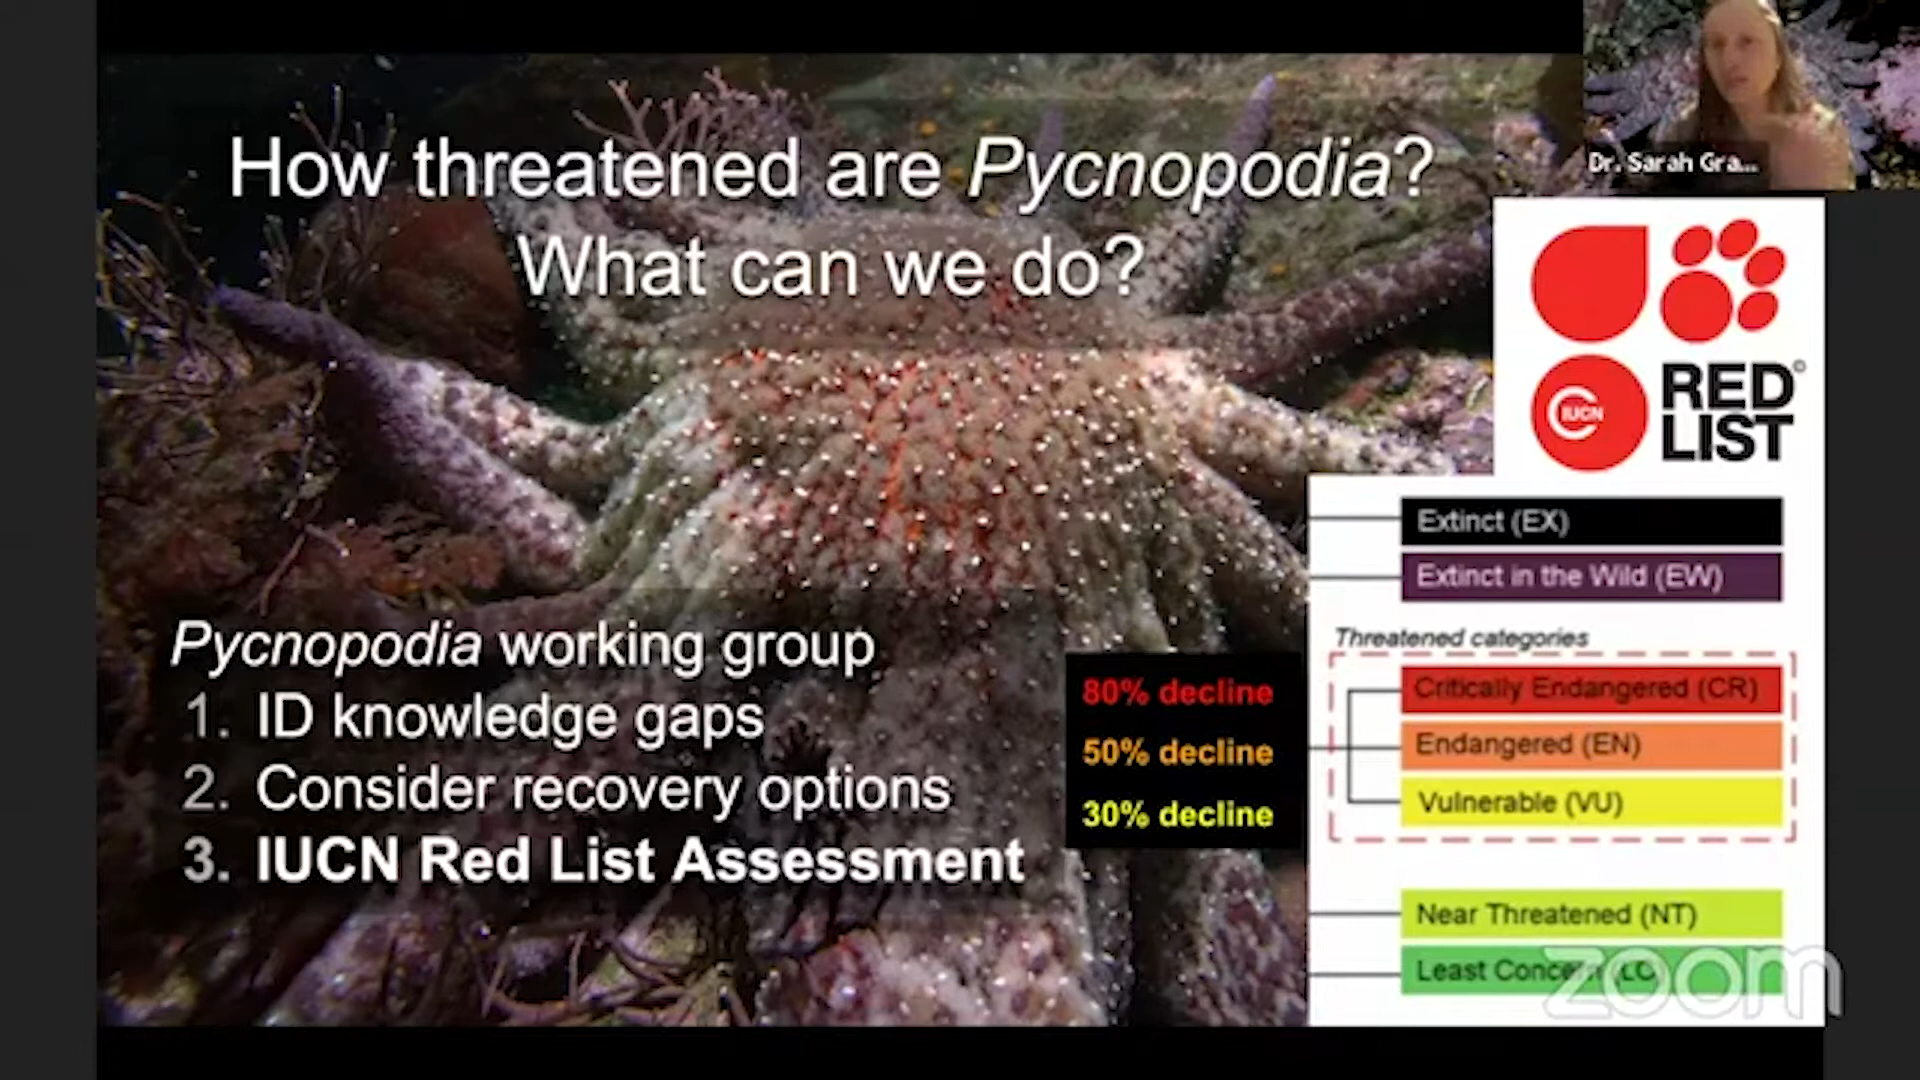 How threatened are Pycnopodia?
What can we do?
Dr. Sarah Gra...
IUCN
RED
LIST
Extinct (EX)
Extinct in the Wild (EW)
Threatened categories
Critically Endangered (CR)
Endangered (EN)
Vulnerable (VU)
Near Threatened (NT)
Least Concern (LC)
80% decline
50% decline
30% decline
Pycnopodia working group
1. ID knowledge gaps
2. Consider recovery options
3. IUCN Red List Assessment
zoom